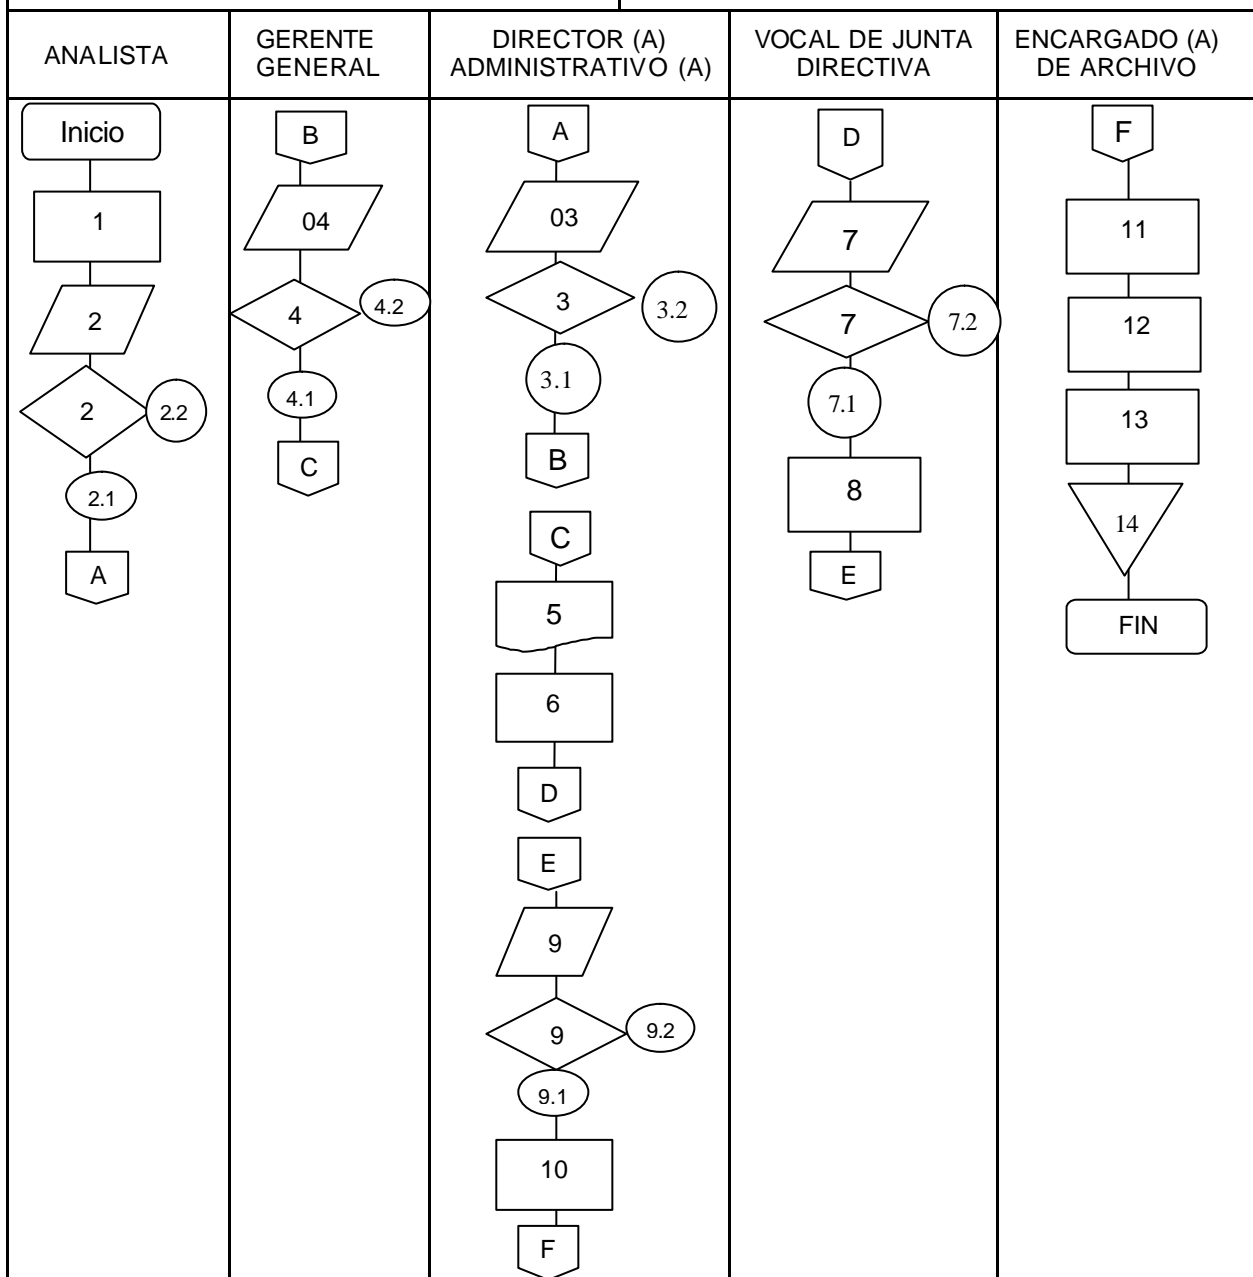 ANALISTA
GERENTE
GENERAL
DIRECTOR (A)
ADMINISTRATIVO (A)
VOCAL DE JUNTA
DIRECTIVA
ENCARGADO (A)
DE ARCHIVO
Inicio
1
2
2
2.2
2.1
A
B
04
4
4.2
4.1
C
A
03
3
3.2
3.1
B
C
5
6
D
E
9
9
9.2
9.1
10
F
D
7
7
7.2
7.1
8
E
F
11
12
13
14
FIN